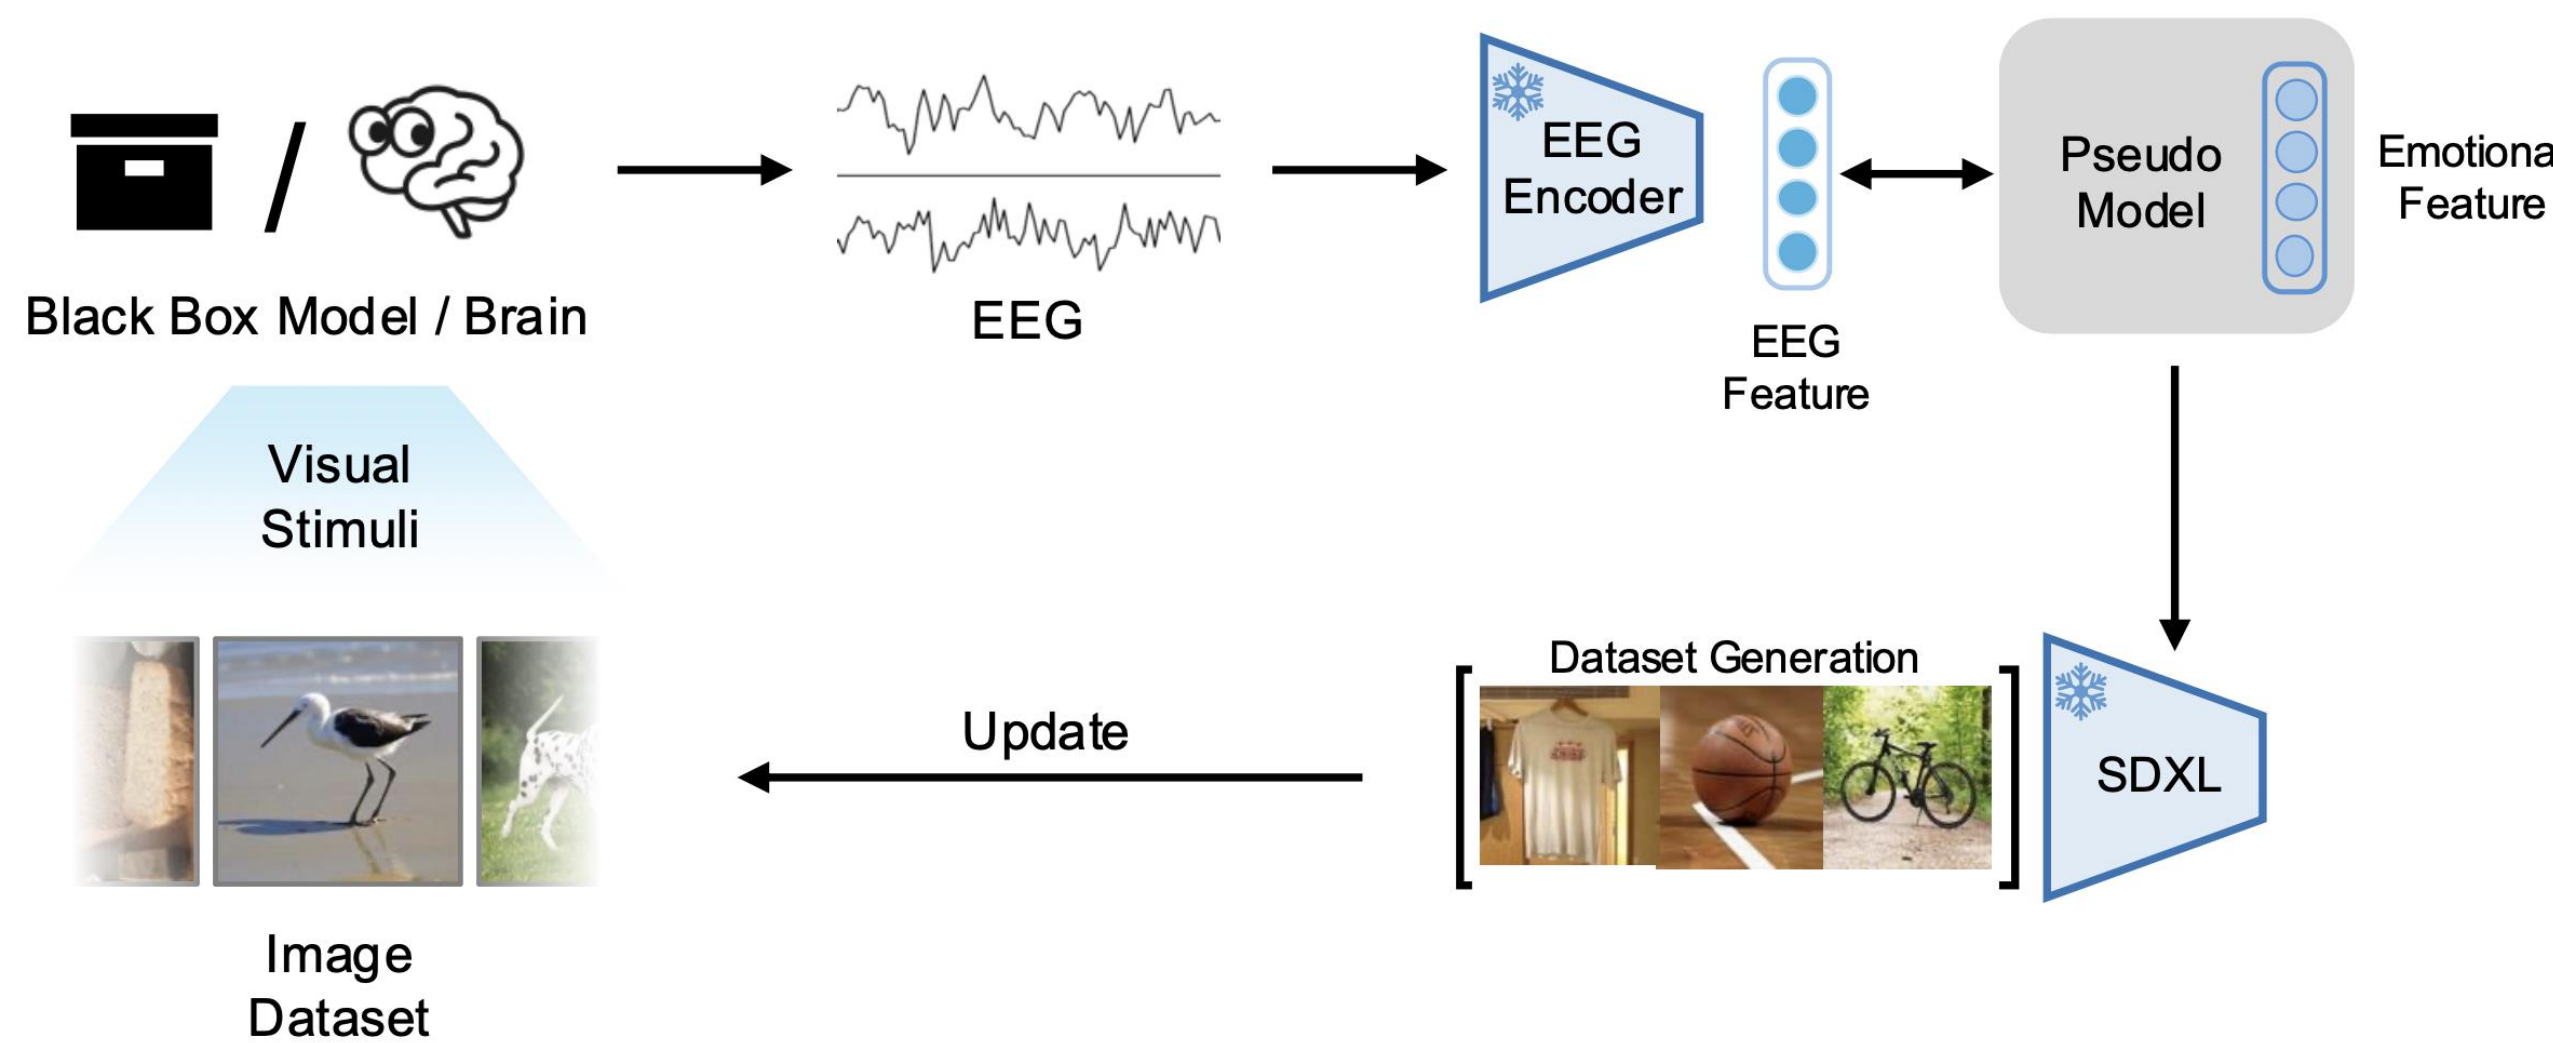 Black Box Model / Brain
EEG
EEG
Encoder
EEG
Feature
Pseudo
Model
Emotiona
Feature
Visual
Stimuli
Image
Dataset
Update
Dataset Generation
SDXL